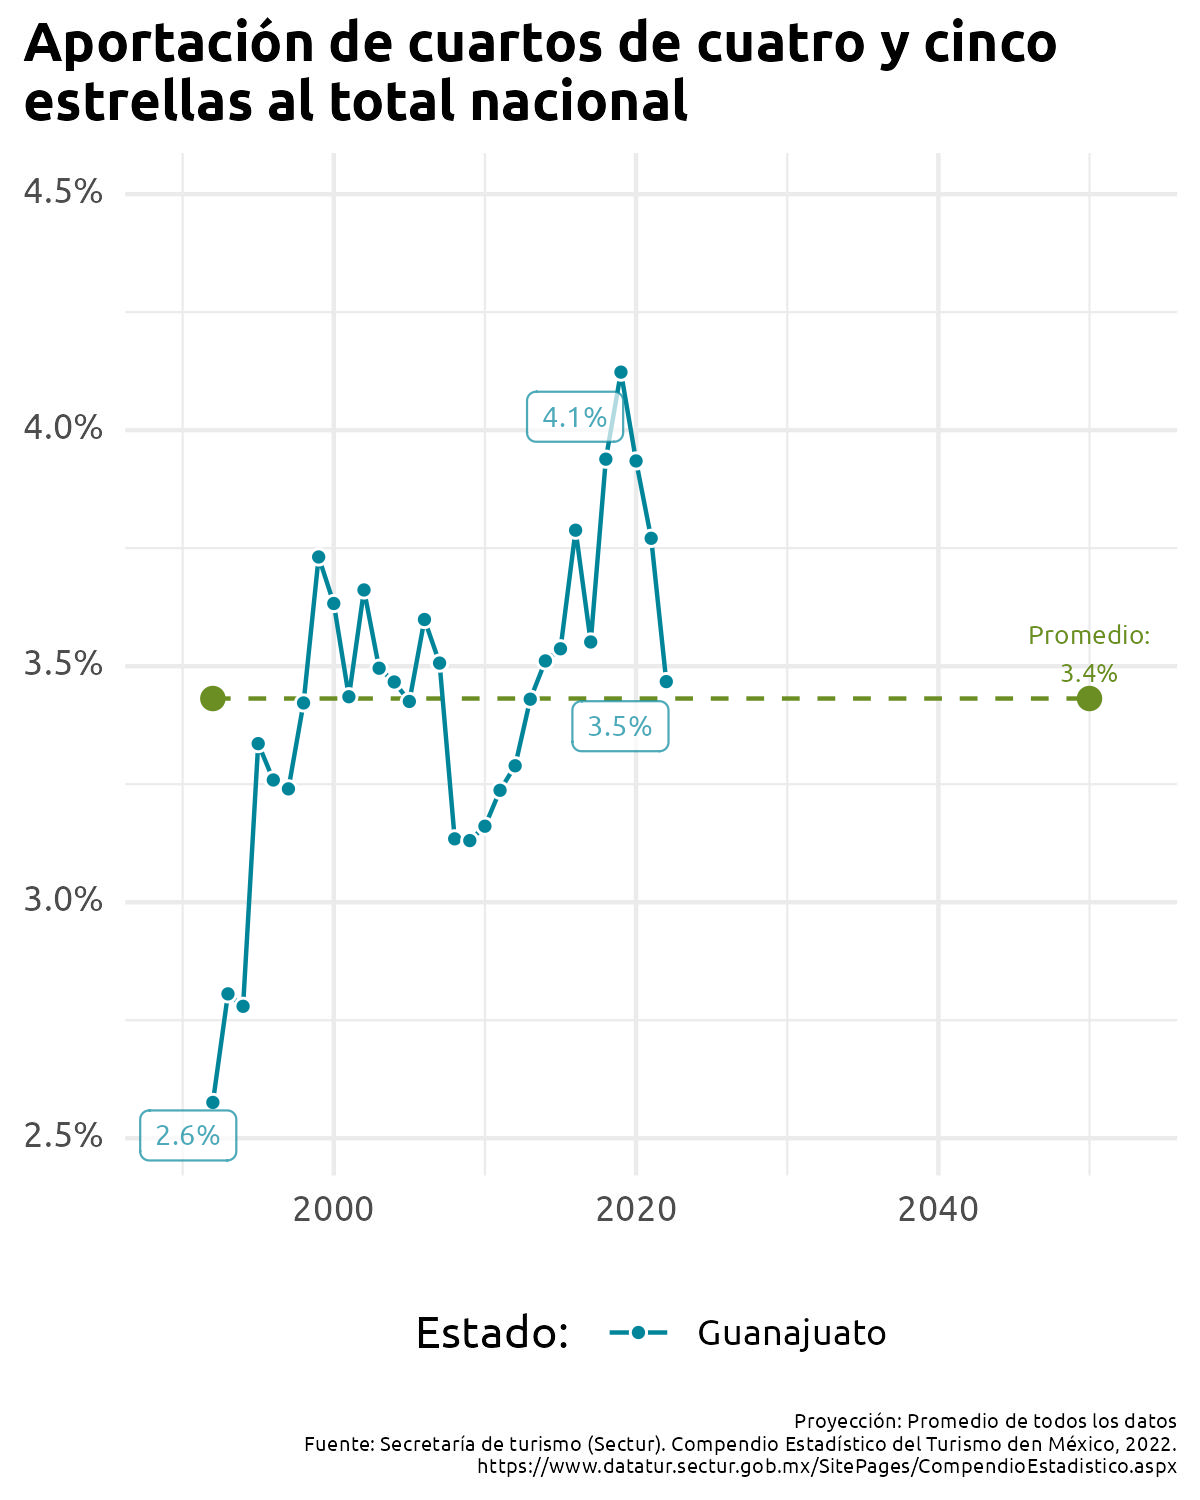 Aportación de cuartos de cuatro y cinco
estrellas al total nacional
4.5%
4.0%
3.5%
3.0%
2.5%
4.1%
3.5%
2.6%
Promedio:
3.4%
2000
2020
2040
Estado:
Guanajuato
Proyección: Promedio de todos los datos
Fuente: Secretaría de turismo (Sectur). Compendio Estadístico del Turismo den México, 2022.
https://www.datatur.sectur.gob.mx/SitePages/CompendioEstadistico.aspx